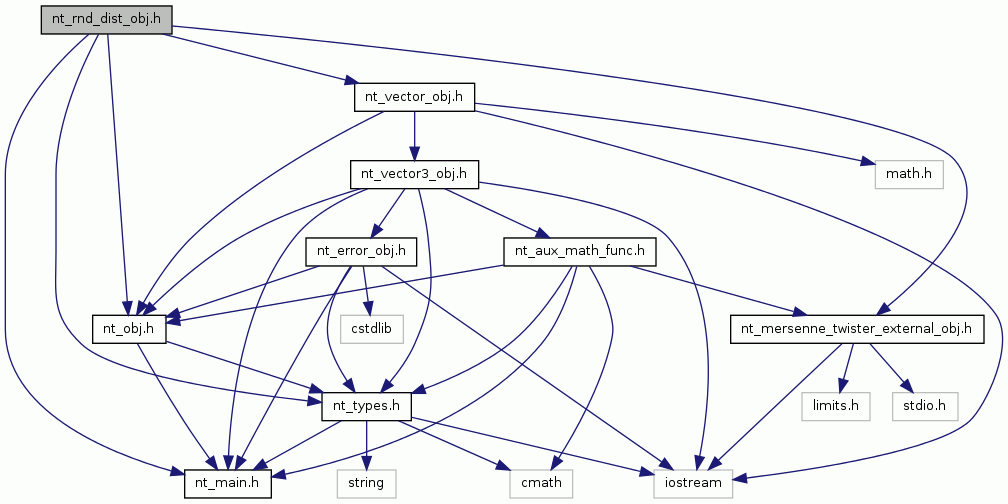 nt_rnd_dist_obj.h
nt_vector_obj.h
nt_vector3_obj.h
math.h
nt_error_obj.h
nt_aux_math_func.h
nt_obj.h
cstdlib
nt_mersenne_twister_external_obj.h
nt_types.h
limits.h
stdio.h
nt_main.h
string
cmath
iostream